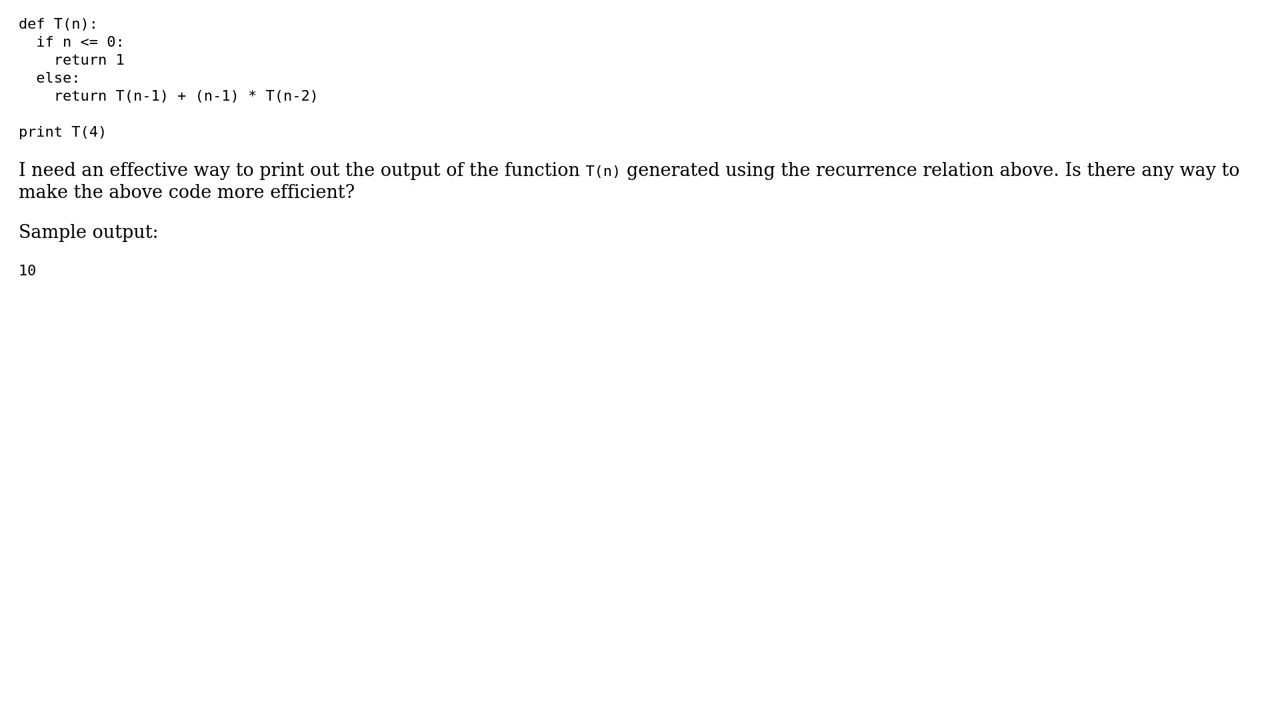 def T(n):
  if n <= 0:
    return 1
  else:
    return T(n-1) + (n-1) * T(n-2)
print T(4)
I need an effective way to print out the output of the function T(n) generated using the recurrence relation above. Is there any way to
make the above code more efficient?
Sample output:
10